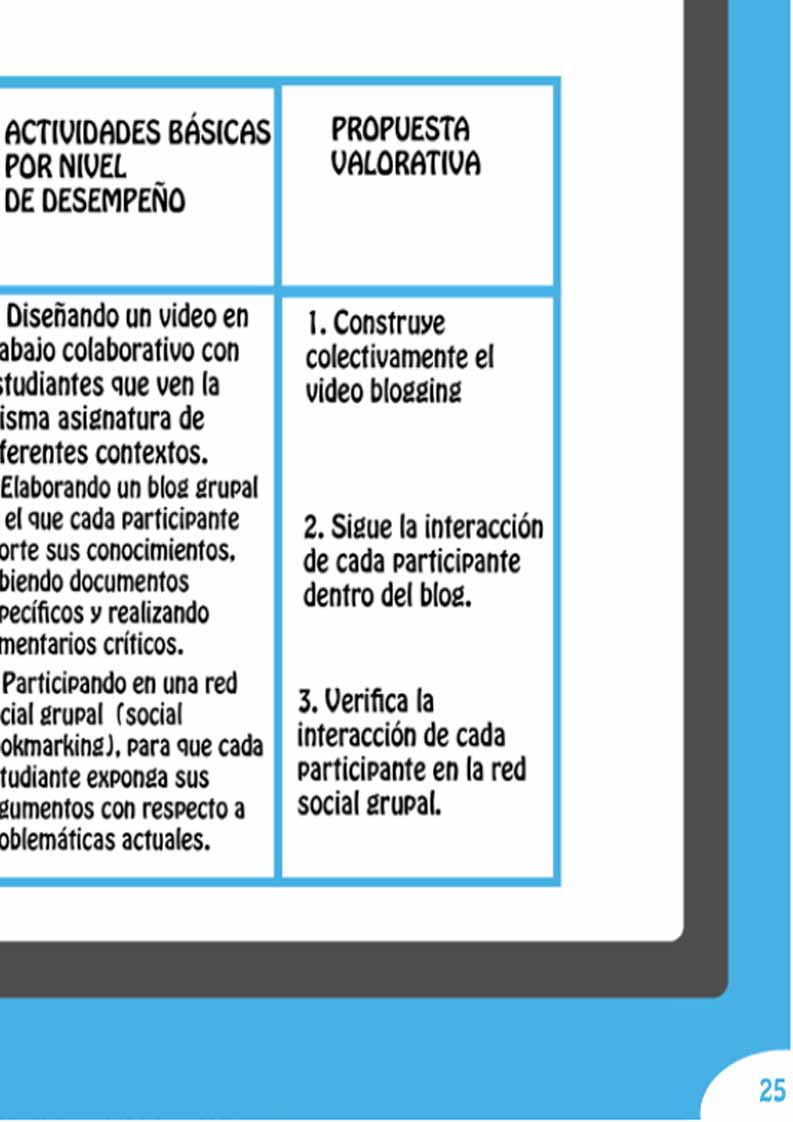 ACTIVIDADES BÁSICAS
POR NIVEL
DE DESEMPEÑO
Diseñando un video en
abajo colaborativo con
studiantes que ven la
isma asignatura de
ferentes contextos.
Elaborando un blog grupal
el que cada participante
orte sus conocimientos,
biendo documentos
pecíficos y realizando
mentarios críticos.
Participando en una red
cial grupal (social
okmarking), para que cada
tudiante exponga sus
gumentos con respecto a
oblemáticas actuales.
PROPUESTA
VALORATIVA
1. Construye
colectivamente el
video blogging
2. Sigue la interacción
de cada participante
dentro del blog.
3. Verifica la
interacción de cada
participante en la red
social grupal.
25